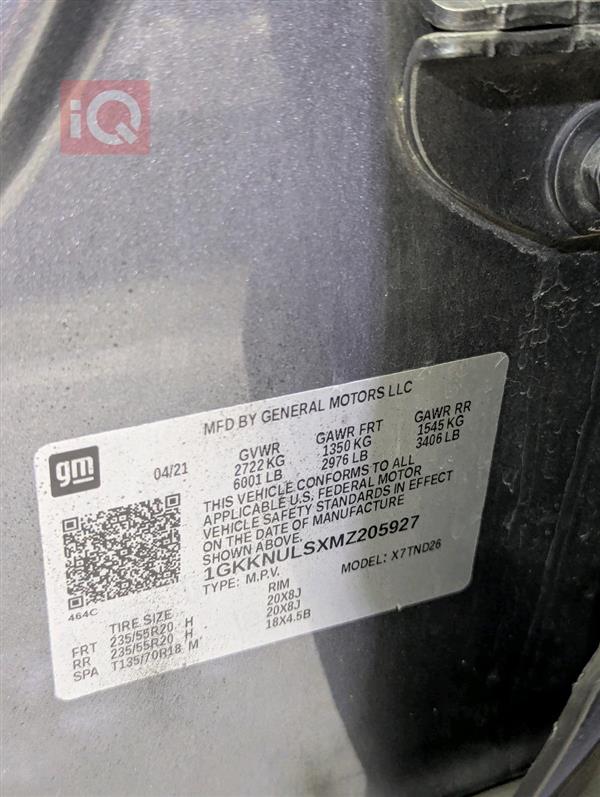 iQ
MFD BY GENERAL MOTORS LLC
gm
04/21
GVWR GAWR FRT GAWR RR
2722 KG 1350 KG 1545 KG
6001 LB 2976 LB 3406 LB
THIS VEHICLE CONFORMS TO ALL
APPLICABLE U.S. FEDERAL MOTOR
VEHICLE SAFETY STANDARDS IN EFFECT
ON THE DATE OF MANUFACTURE
SHOWN ABOVE.
1GKKNULSXMZ205927
TYPE: M.P.V. MODEL: X7TND26
464C
TIRE SIZE RIM
FRT 235/55R20 H 20X8J
RR 235/55R20 H 20X8J
SPA T135/70R18 M 18X4.5B